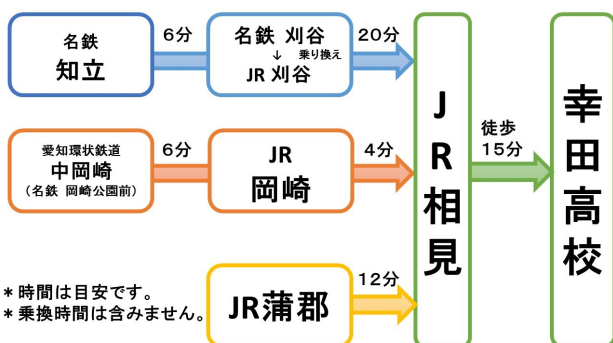 名鉄
知立
6分
名鉄 刈谷
↓ 乗り換え
JR 刈谷
20分
愛知環状鉄道
中岡崎
(名鉄 岡崎公園前)
6分
JR
岡崎
4分
JR蒲郡
12分
JR相見
徒歩
15分
幸田高校
*時間は目安です。
*乗換時間は含みません。